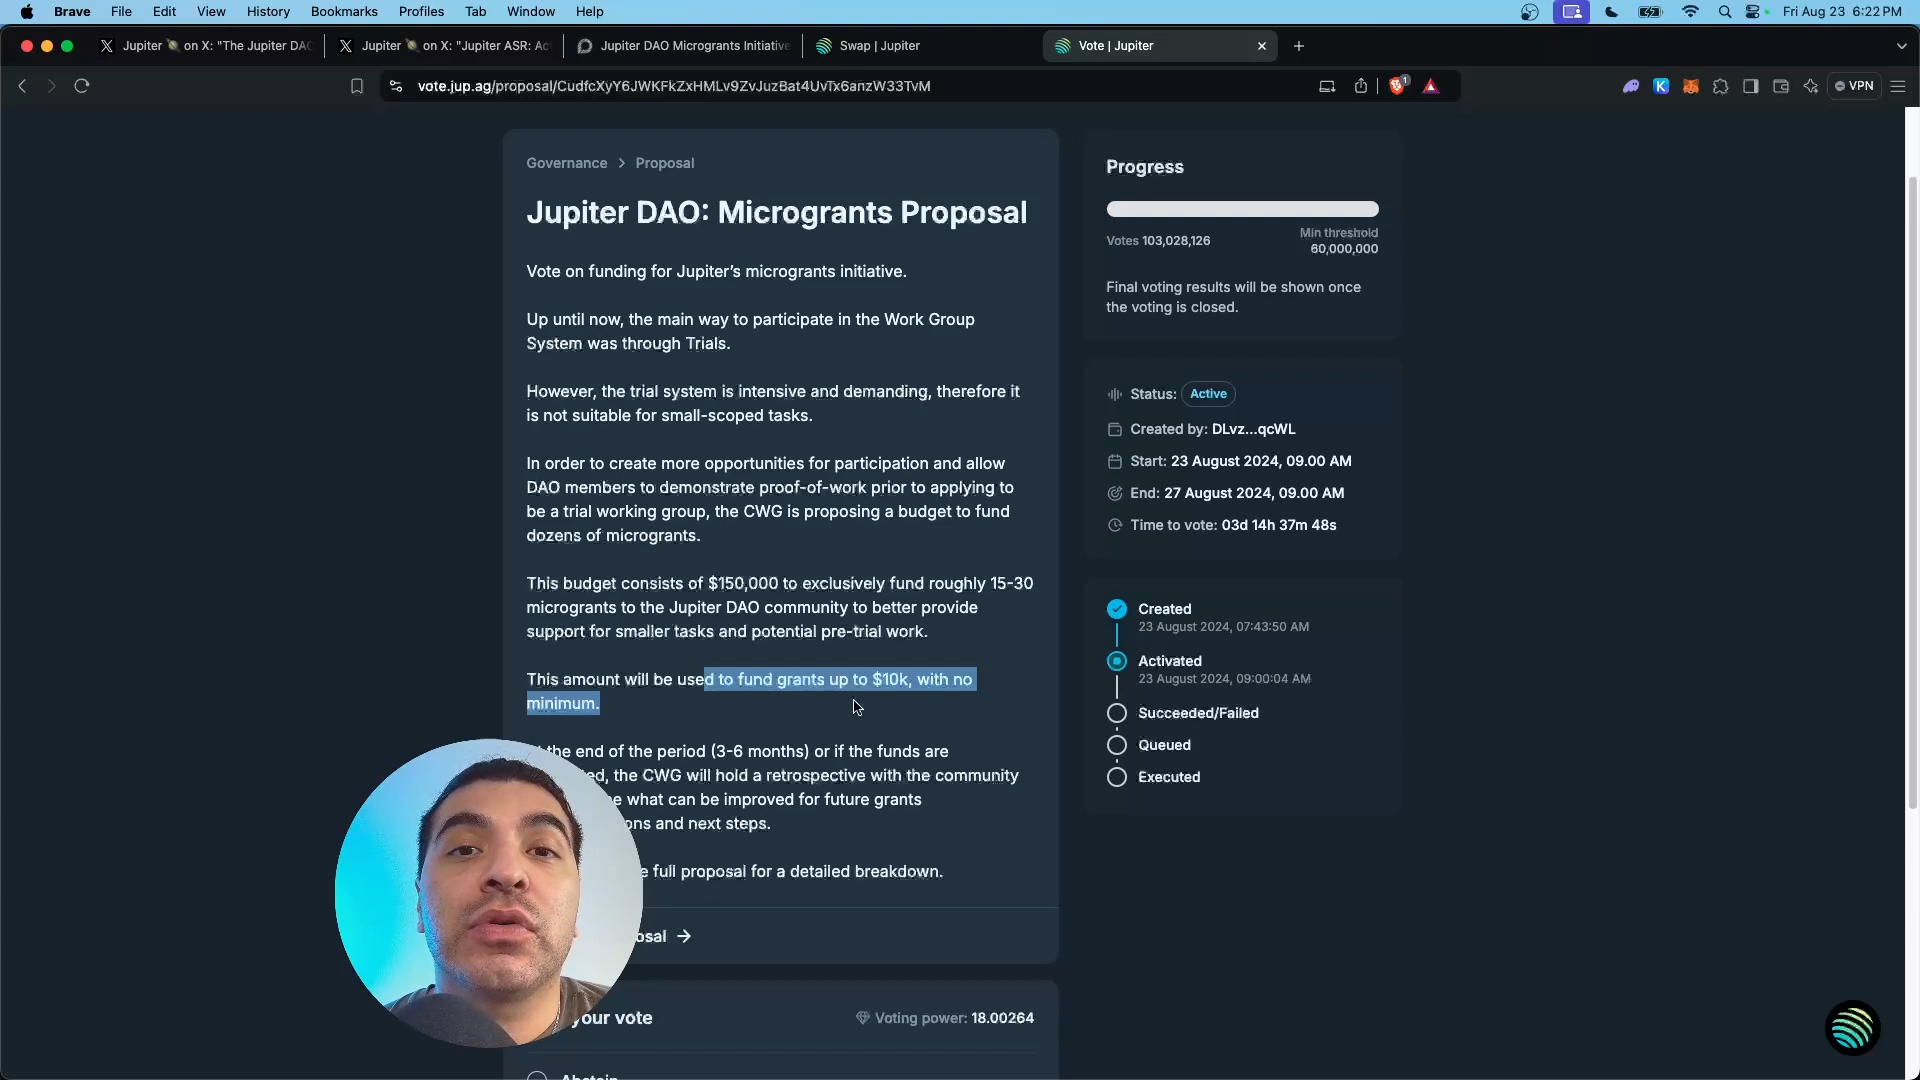 Brave File Edit View History Bookmarks Profiles Tab Window Help
Fri Aug 23 6:22 PM
Jupiter on X: "The Jupiter DAO
Jupiter on X: "Jupiter ASR: Ac
Jupiter DAO Microgrants Initiative
Swap | Jupiter
Vote | Jupiter
vote.jup.ag/proposal/CudfcXyY6JWKFkZxHMLv9ZvJuzBat4UvTx6anzW33TvM
1
VPN
Governance > Proposal
Jupiter DAO: Microgrants Proposal
Vote on funding for Jupiter’s microgrants initiative.
Up until now, the main way to participate in the Work Group
System was through Trials.
However, the trial system is intensive and demanding, therefore it
is not suitable for small-scoped tasks.
In order to create more opportunities for participation and allow
DAO members to demonstrate proof-of-work prior to applying to
be a trial working group, the CWG is proposing a budget to fund
dozens of microgrants.
This budget consists of $150,000 to exclusively fund roughly 15-30
microgrants to the Jupiter DAO community to better provide
support for smaller tasks and potential pre-trial work.
This amount will be used to fund grants up to $10k, with no
minimum.
the end of the period (3-6 months) or if the funds are
ed, the CWG will hold a retrospective with the community
e what can be improved for future grants
ons and next steps.
e full proposal for a detailed breakdown.
osal →
your vote
Voting power: 18.00264
Abstain
Progress
Votes 103,028,126
Min threshold
60,000,000
Final voting results will be shown once
the voting is closed.
Status: Active
Created by: DLvz...qcWL
Start: 23 August 2024, 09.00 AM
End: 27 August 2024, 09.00 AM
Time to vote: 03d 14h 37m 48s
Created
23 August 2024, 07:43:50 AM
Activated
23 August 2024, 09:00:04 AM
Succeeded/Failed
Queued
Executed